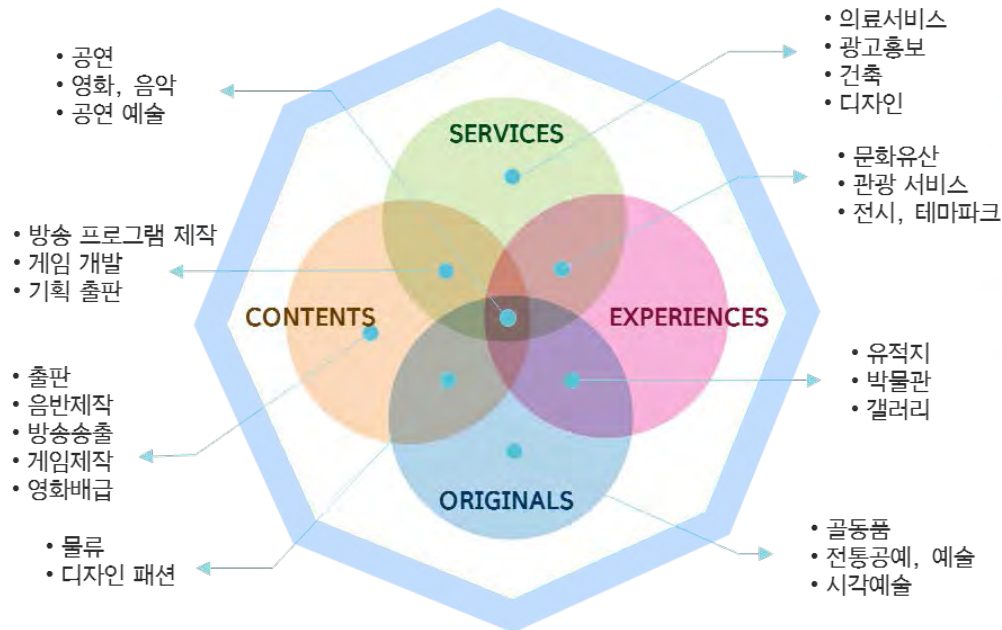 • 공연
• 영화, 음악
• 공연 예술
• 의료서비스
• 광고홍보
• 건축
• 디자인
SERVICES
• 문화유산
• 관광 서비스
• 전시, 테마파크
• 방송 프로그램 제작
• 게임 개발
• 기획 출판
CONTENTS
EXPERIENCES
• 출판
• 음반제작
• 방송송출
• 게임제작
• 영화배급
• 유적지
• 박물관
• 갤러리
ORIGINALS
• 물류
• 디자인 패션
• 골동품
• 전통공예, 예술
• 시각예술